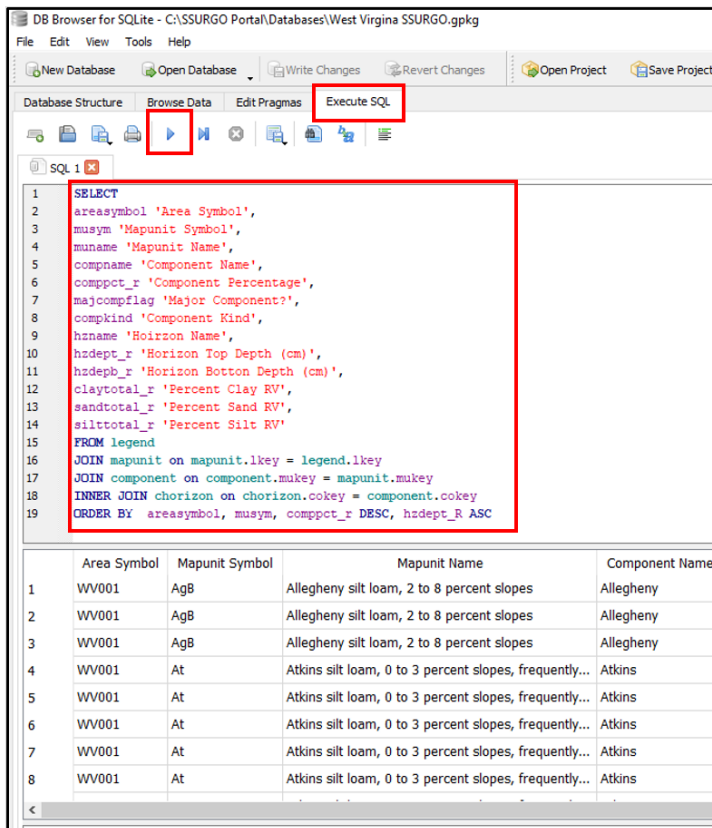 DB Browser for SQLite - C:\SSURGO Portal\Databases\West Virgina SSURGO.gpkg
File Edit View Tools Help
New Database Open Database Write Changes Revert Changes Open Project Save Project
Database Structure Browse Data Edit Pragmas Execute SQL
SQL 1
1 SELECT
2 areasymbol 'Area Symbol',
3 musym 'Mapunit Symbol',
4 muname 'Mapunit Name',
5 compname 'Component Name',
6 comppct_r 'Component Percentage',
7 majcompflag 'Major Component?',
8 compkind 'Component Kind',
9 hzname 'Hoirzon Name',
10 hzdept_r 'Horizon Top Depth (cm)',
11 hzdepb_r 'Horizon Botton Depth (cm)',
12 claytotal_r 'Percent Clay RV',
13 sandtotal_r 'Percent Sand RV',
14 silttotal_r 'Percent Silt RV'
15 FROM legend
16 JOIN mapunit on mapunit.lkey = legend.lkey
17 JOIN component on component.mukey = mapunit.mukey
18 INNER JOIN chorizon on chorizon.cokey = component.cokey
19 ORDER BY areasymbol, musym, comppct_r DESC, hzdept_R ASC
Area Symbol Mapunit Symbol Mapunit Name Component Name
1 WV001 AgB Allegheny silt loam, 2 to 8 percent slopes Allegheny
2 WV001 AgB Allegheny silt loam, 2 to 8 percent slopes Allegheny
3 WV001 AgB Allegheny silt loam, 2 to 8 percent slopes Allegheny
4 WV001 At Atkins silt loam, 0 to 3 percent slopes, frequently... Atkins
5 WV001 At Atkins silt loam, 0 to 3 percent slopes, frequently... Atkins
6 WV001 At Atkins silt loam, 0 to 3 percent slopes, frequently... Atkins
7 WV001 At Atkins silt loam, 0 to 3 percent slopes, frequently... Atkins
8 WV001 At Atkins silt loam, 0 to 3 percent slopes, frequently... Atkins